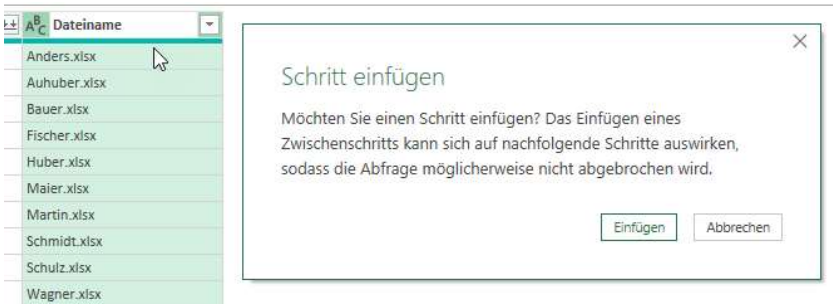 ABC Dateiname
Anders.xlsx
Auhuber.xlsx
Bauer.xlsx
Fischer.xlsx
Huber.xlsx
Maier.xlsx
Martin.xlsx
Schmidt.xlsx
Schulz.xlsx
Wagner.xlsx
Schritt einfügen
Möchten Sie einen Schritt einfügen? Das Einfügen eines
Zwischenschritts kann sich auf nachfolgende Schritte auswirken,
sodass die Abfrage möglicherweise nicht abgebrochen wird.
Einfügen Abbrechen